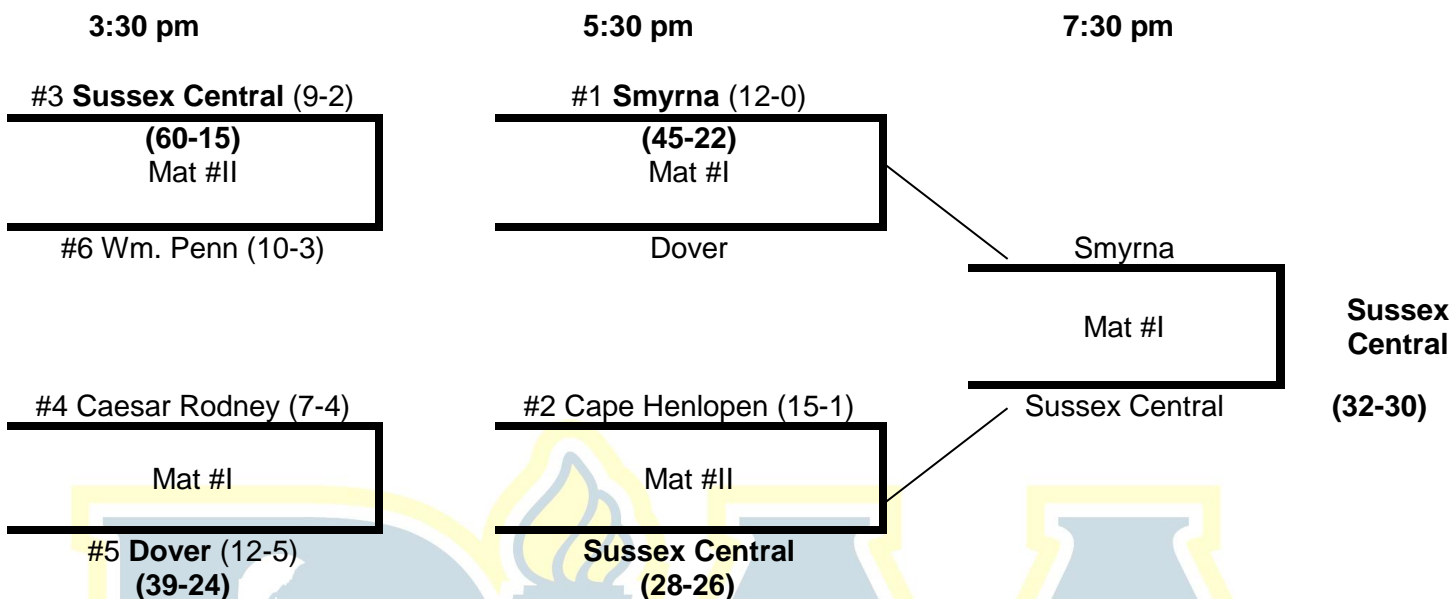 3:30 pm 5:30 pm 7:30 pm
#3 Sussex Central (9-2) #1 Smyrna (12-0)
(60-15) (45-22)
Mat #II Mat #I
#6 Wm. Penn (10-3) Dover Smyrna
Mat #I
Sussex
Central
#4 Caesar Rodney (7-4) #2 Cape Henlopen (15-1) Sussex Central (32-30)
Mat #I Mat #II
#5 Dover (12-5) Sussex Central
(39-24) (28-26)